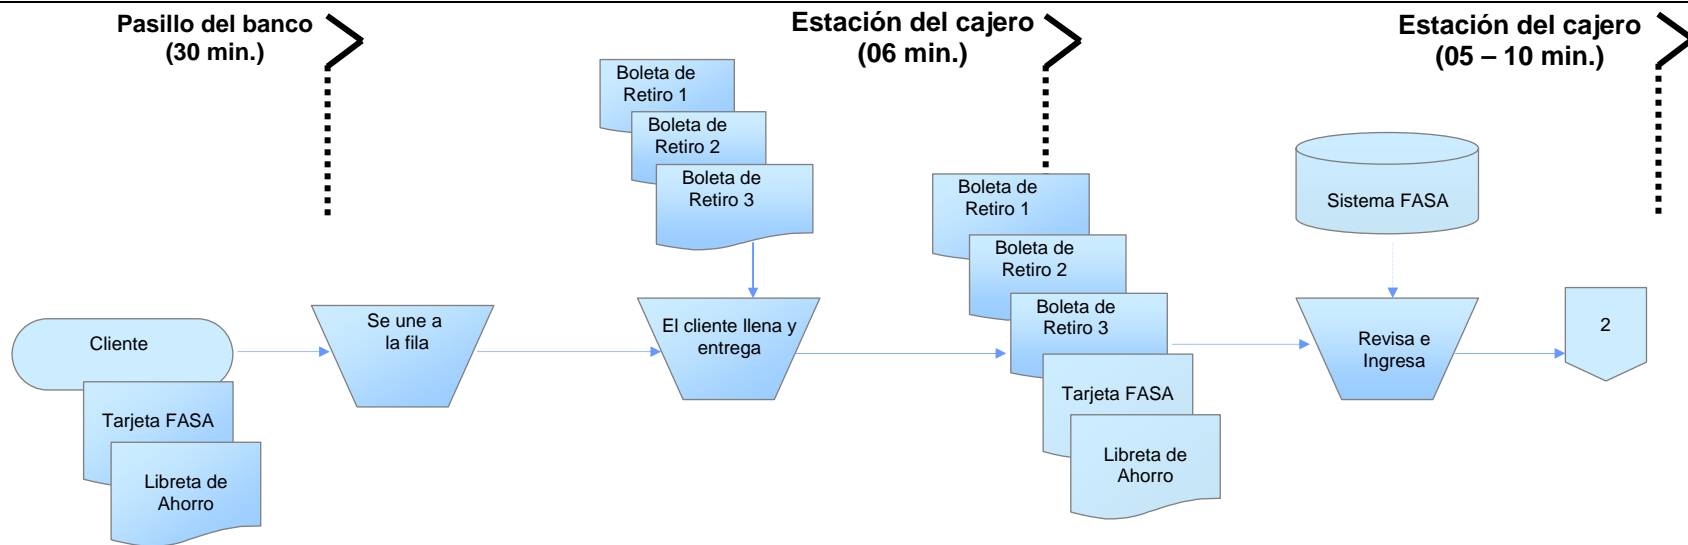 Pasillo del banco
(30 min.)
Estación del cajero
(06 min.)
Estación del cajero
(05 – 10 min.)
Boleta de
Retiro 1
Boleta de
Retiro 2
Boleta de
Retiro 3
Boleta de
Retiro 1
Boleta de
Retiro 2
Boleta de
Retiro 3
Sistema FASA
Cliente
Se une a
la fila
El cliente llena y
entrega
Revisa e
Ingresa
2
Tarjeta FASA
Libreta de
Ahorro
Tarjeta FASA
Libreta de
Ahorro